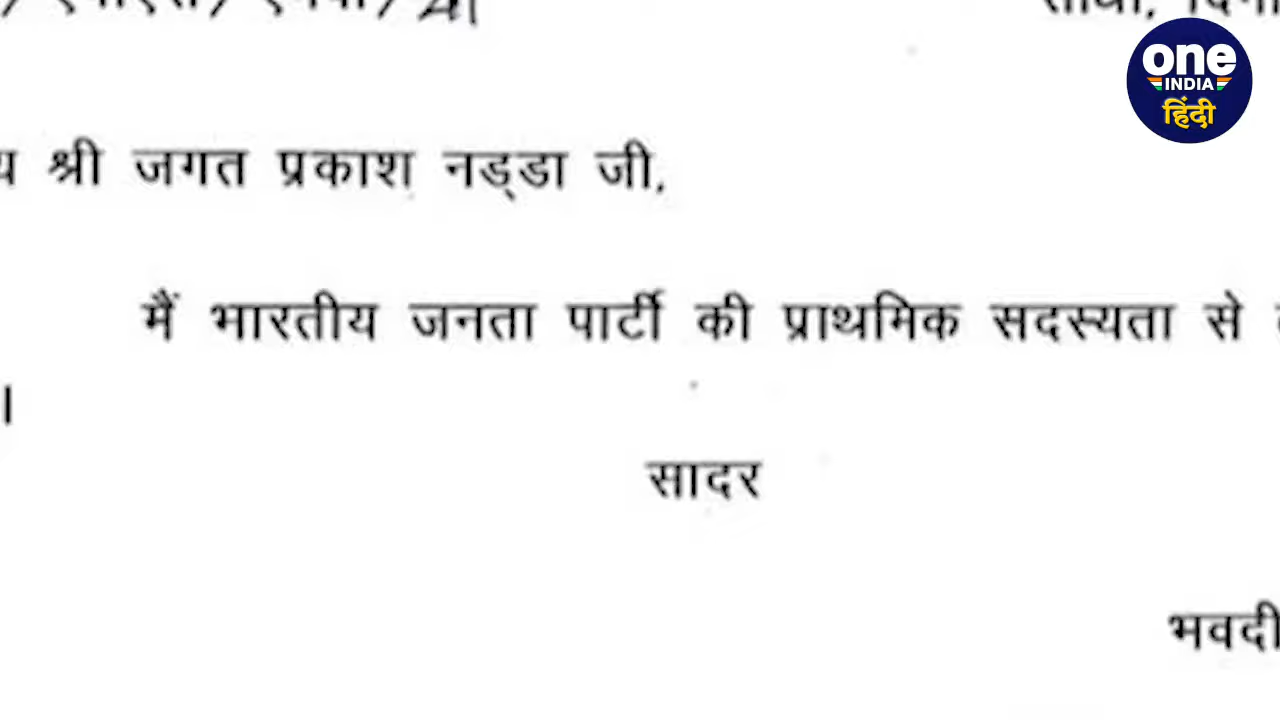 one
INDIA
हिंदी
श्री जगत प्रकाश नड्डा जी,
मैं भारतीय जनता पार्टी की प्राथमिक सदस्यता से
।
सादर